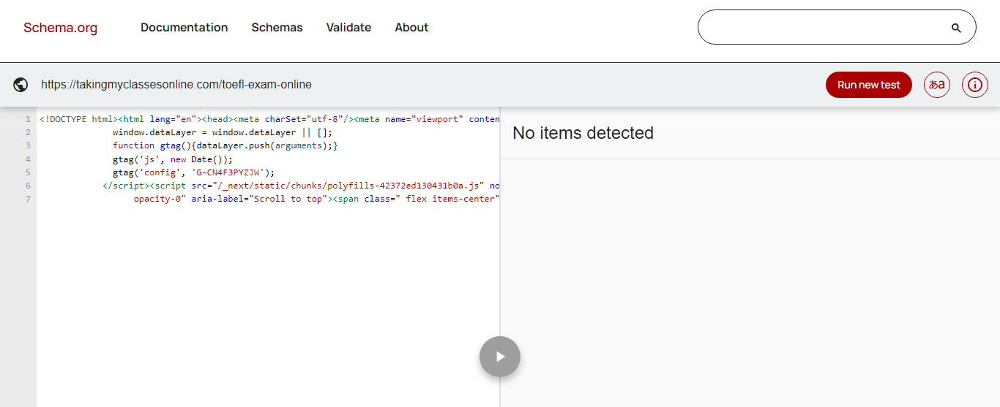 Schema.org Documentation Schemas Validate About
https://takingmyclassesonline.com/toefl-exam-online Run new test あa
1 <!DOCTYPE html><html lang="en"><head><meta charSet="utf-8"/><meta name="viewport" conten
2 window.dataLayer = window.dataLayer || [];
3 function gtag(){dataLayer.push(arguments);}
4 gtag('js', new Date());
5 gtag('config', 'G-CN4F3PYZJW');
6 </script><script src="/_next/static/chunks/polyfills-42372ed130431b0a.js" no
7 opacity-0" aria-label="Scroll to top"><span class=" flex items-center"
No items detected